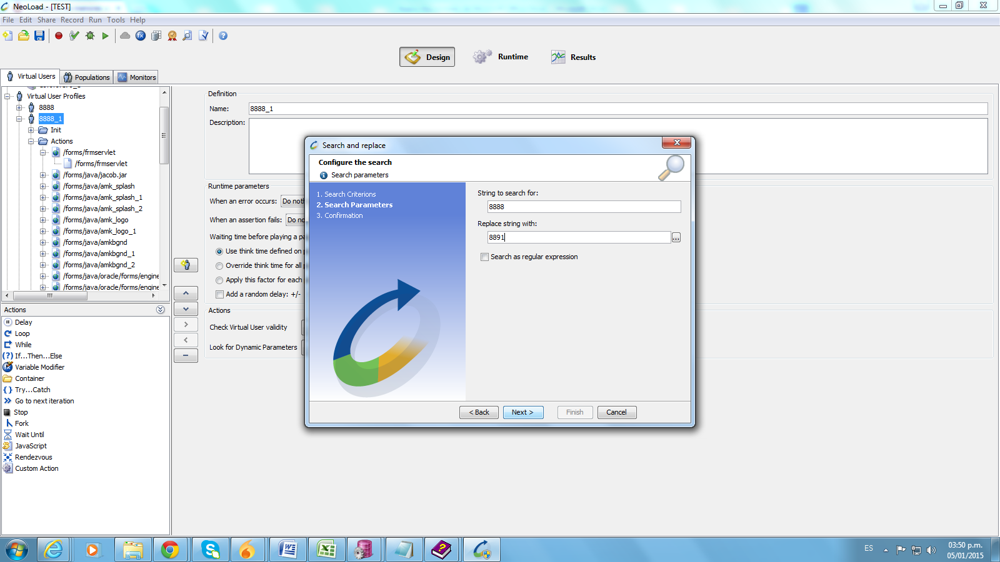 NeoLoad - [TEST]
File Edit Share Record Run Tools Help
Design Runtime Results
Virtual Users Populations Monitors
Virtual User Profiles
8888
8888_1
Init
Actions
/forms/frmservlet
/forms/frmservlet
/forms/java/jacob.jar
/forms/java/amk_splash
/forms/java/amk_splash_1
/forms/java/amk_splash_2
/forms/java/amk_logo
/forms/java/amk_logo_1
/forms/java/amkbgnd
/forms/java/amkbgnd_1
/forms/java/amkbgnd_2
/forms/java/oracle/forms/engine
/forms/java/oracle/forms/engine
Actions
Delay
Loop
While
If...Then...Else
Variable Modifier
Container
Try...Catch
Go to next iteration
Stop
Fork
Wait Until
JavaScript
Rendezvous
Custom Action
Definition
Name: 8888_1
Description:
Runtime parameters
When an error occurs: Do not
When an assertion fails: Do no
Waiting time before playing a pa
Use think time defined on
Override think time for all
Apply this factor for each
Add a random delay: +/-
Actions
Check Virtual User validity
Look for Dynamic Parameters
Search and replace
Configure the search
Search parameters
1. Search Criterions
2. Search Parameters
3. Confirmation
String to search for:
8888
Replace string with:
8891
...
Search as regular expression
< Back Next > Finish Cancel
ES
03:50 p.m.
05/01/2015